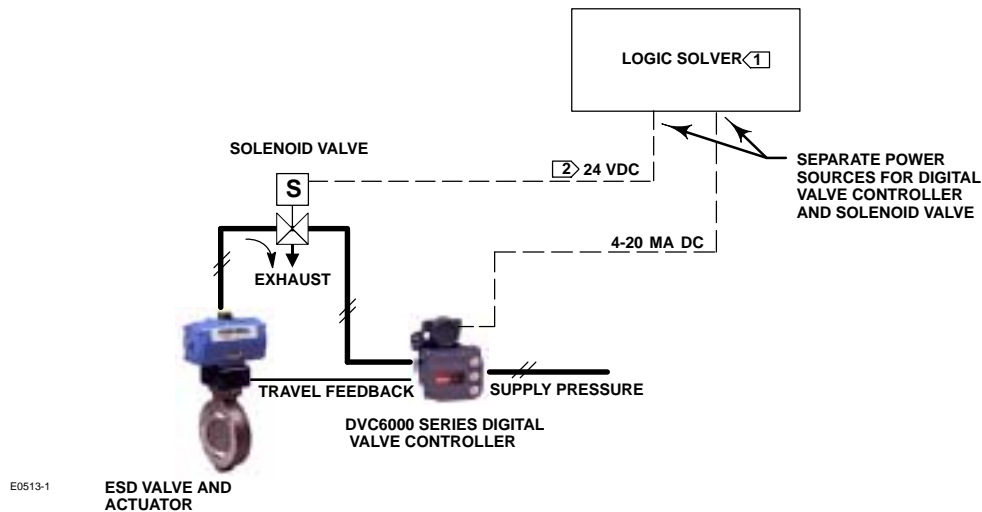 LOGIC SOLVER 1
SOLENOID VALVE
2 24 VDC
SEPARATE POWER
SOURCES FOR DIGITAL
VALVE CONTROLLER
AND SOLENOID VALVE
S
4-20 MA DC
EXHAUST
TRAVEL FEEDBACK
SUPPLY PRESSURE
DVC6000 SERIES DIGITAL
VALVE CONTROLLER
E0513-1
ESD VALVE AND
ACTUATOR